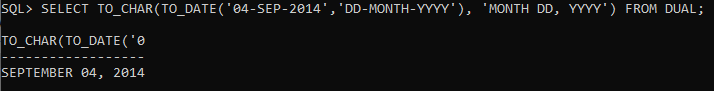 SQL> SELECT TO_CHAR(TO_DATE('04-SEP-2014','DD-MONTH-YYYY'), 'MONTH DD, YYYY') FROM DUAL;
TO_CHAR(TO_DATE('0
------------------
SEPTEMBER 04, 2014